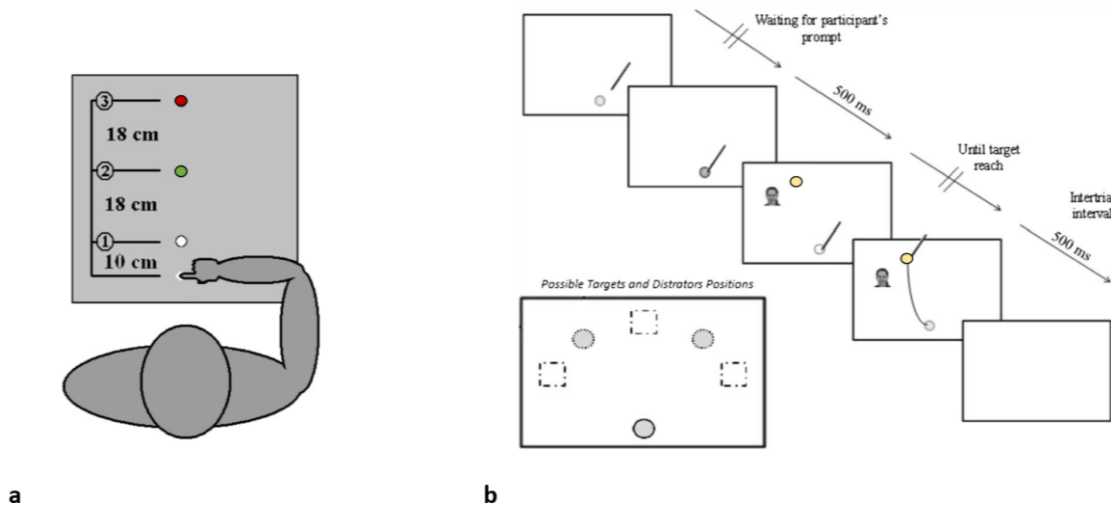 ③
18 cm
②
18 cm
①
10 cm
a
Waiting for participant's
prompt
500 ms
Until target
reach
Intertria
interval
500 ms
Possible Targets and Distrators Positions
b